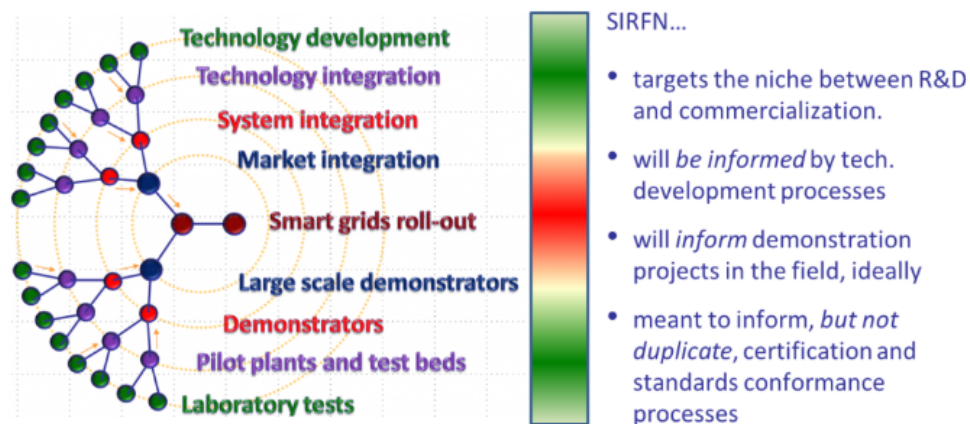 Technology development
Technology integration
System integration
Market integration
Smart grids roll-out
Large scale demonstrators
Demonstrators
Pilot plants and test beds
Laboratory tests
SIRFN...
• targets the niche between R&D
and commercialization.
• will be informed by tech.
development processes
• will inform demonstration
projects in the field, ideally
• meant to inform, but not
duplicate, certification and
standards conformance
processes